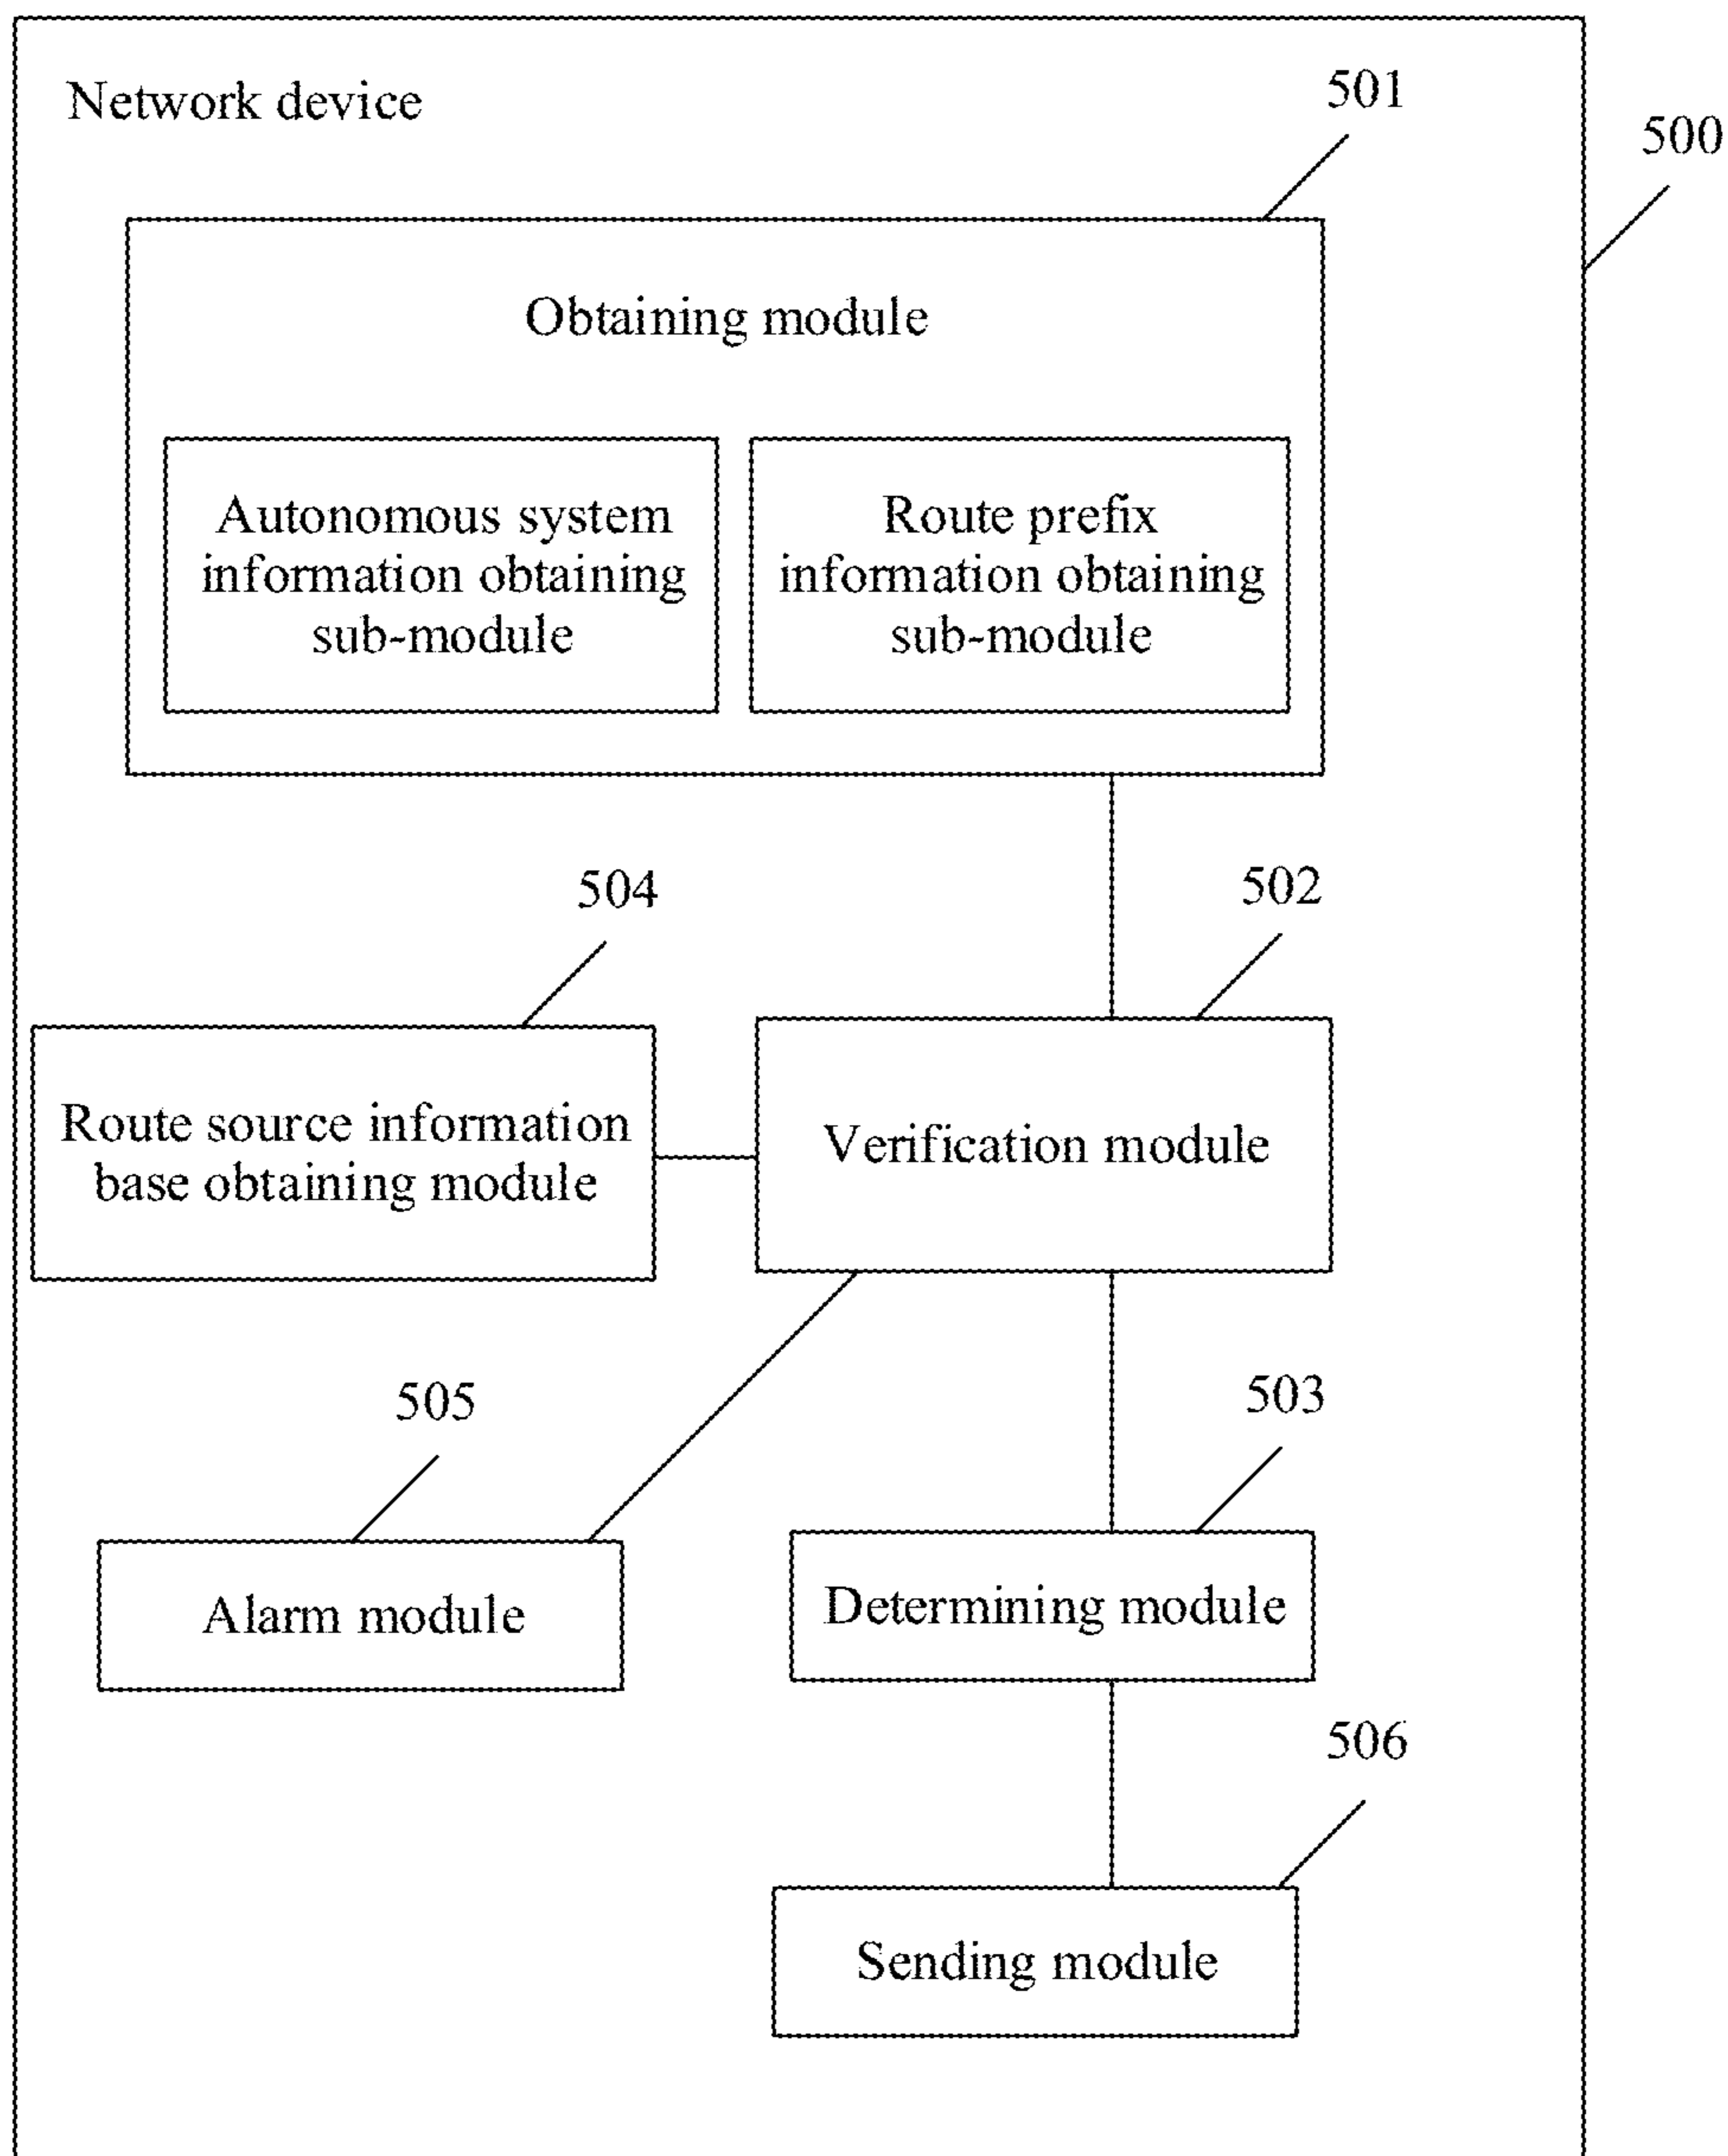 Network device
501
500
Obtaining module
Autonomous system
information obtaining
sub-module
Route prefix
information obtaining
sub-module
504
502
Route source information
base obtaining module
Verification module
505
503
Alarm module
Determining module
506
Sending module